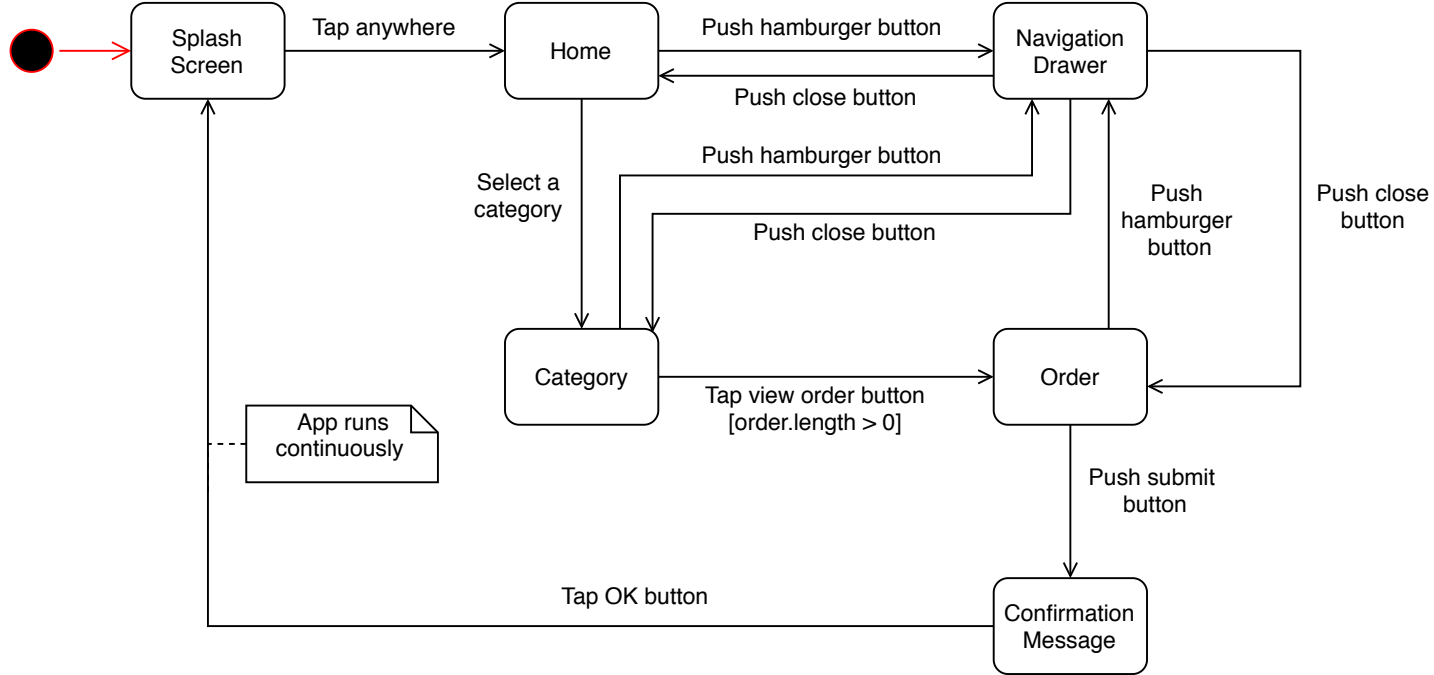 Splash
Screen
Tap anywhere
Home
Push hamburger button
Navigation
Drawer
Push close button
Push hamburger button
Select a
category
Push close button
Push
hamburger
button
Push close
button
Category
Order
Tap view order button
[order.length > 0]
App runs
continuously
Push submit
button
Tap OK button
Confirmation
Message